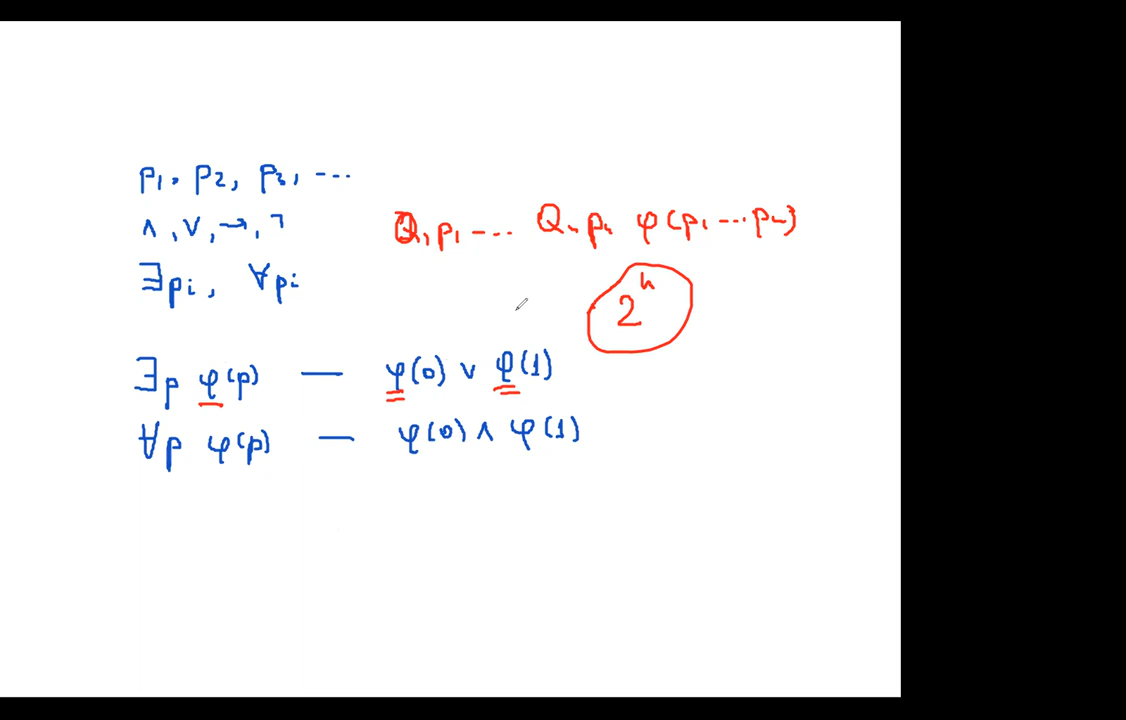 p₁, p₂, p₃, ...
∧, ∨, →, ¬
Q₁p₁ ... Qₙpₙ φ(p₁ ... pₙ)
∃pᵢ, ∀pᵢ
2ⁿ
∃p φ(p) — φ(0) ∨ φ(1)
∀p φ(p) — φ(0) ∧ φ(1)